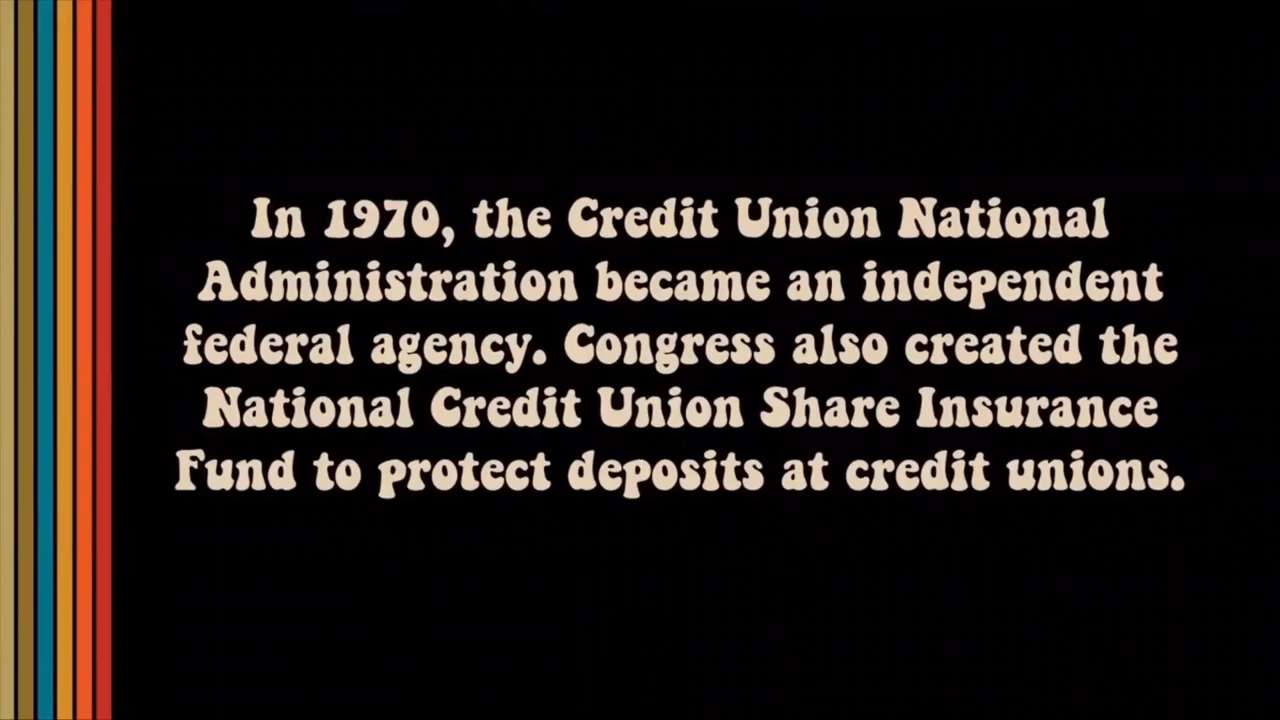 In 1970, the Credit Union National
Administration became an independent
federal agency. Congress also created the
National Credit Union Share Insurance
Fund to protect deposits at credit unions.